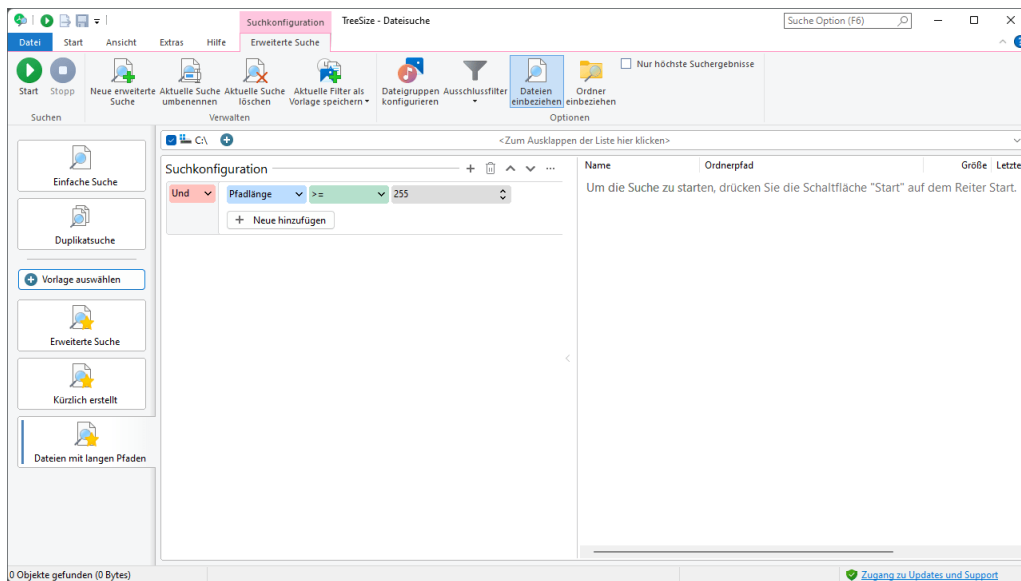 Suchkonfiguration
TreeSize - Dateisuche
Suche Option (F6)
Datei Start Ansicht Extras Hilfe Erweiterte Suche
Start
Stopp
Neue erweiterte
Suche
Aktuelle Suche
umbenennen
Aktuelle Suche
löschen
Aktuelle Filter als
Vorlage speichern
Dateigruppen
konfigurieren
Ausschlussfilter
Dateien
einbeziehen
Ordner
einbeziehen
Nur höchste Suchergebnisse
Suchen
Verwalten
Optionen
C:\
<Zum Ausklappen der Liste hier klicken>
Einfache Suche
Duplikatsuche
Vorlage auswählen
Erweiterte Suche
Kürzlich erstellt
Dateien mit langen Pfaden
Suchkonfiguration
Und
Pfadlänge
>=
255
+ Neue hinzufügen
Name Ordnerpfad Größe Letzte
Um die Suche zu starten, drücken Sie die Schaltfläche "Start" auf dem Reiter Start.
0 Objekte gefunden (0 Bytes)
Zugang zu Updates und Support